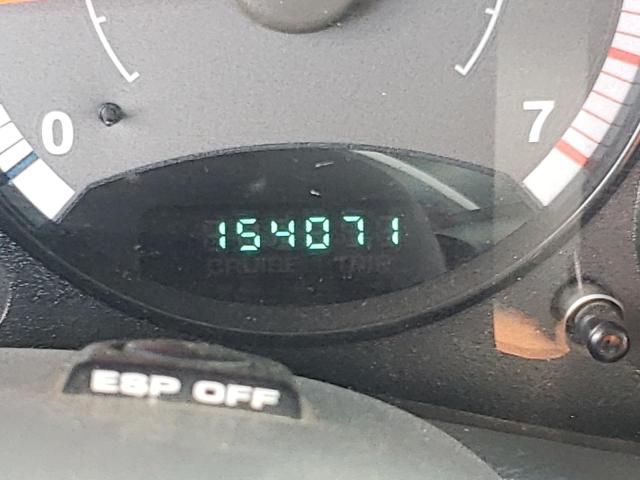 0 7
154071
CRUISE TRIP
ESP OFF